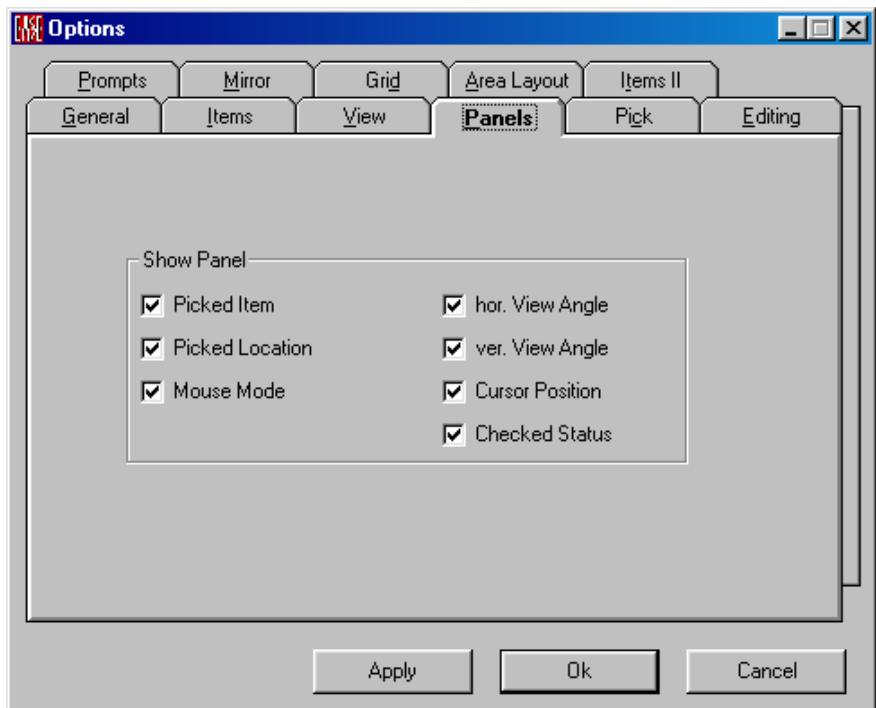 Options
Prompts Mirror Grid Area Layout Items II
General Items View Panels Pick Editing
Show Panel
Picked Item hor. View Angle
Picked Location ver. View Angle
Mouse Mode Cursor Position
Checked Status
Apply Ok Cancel